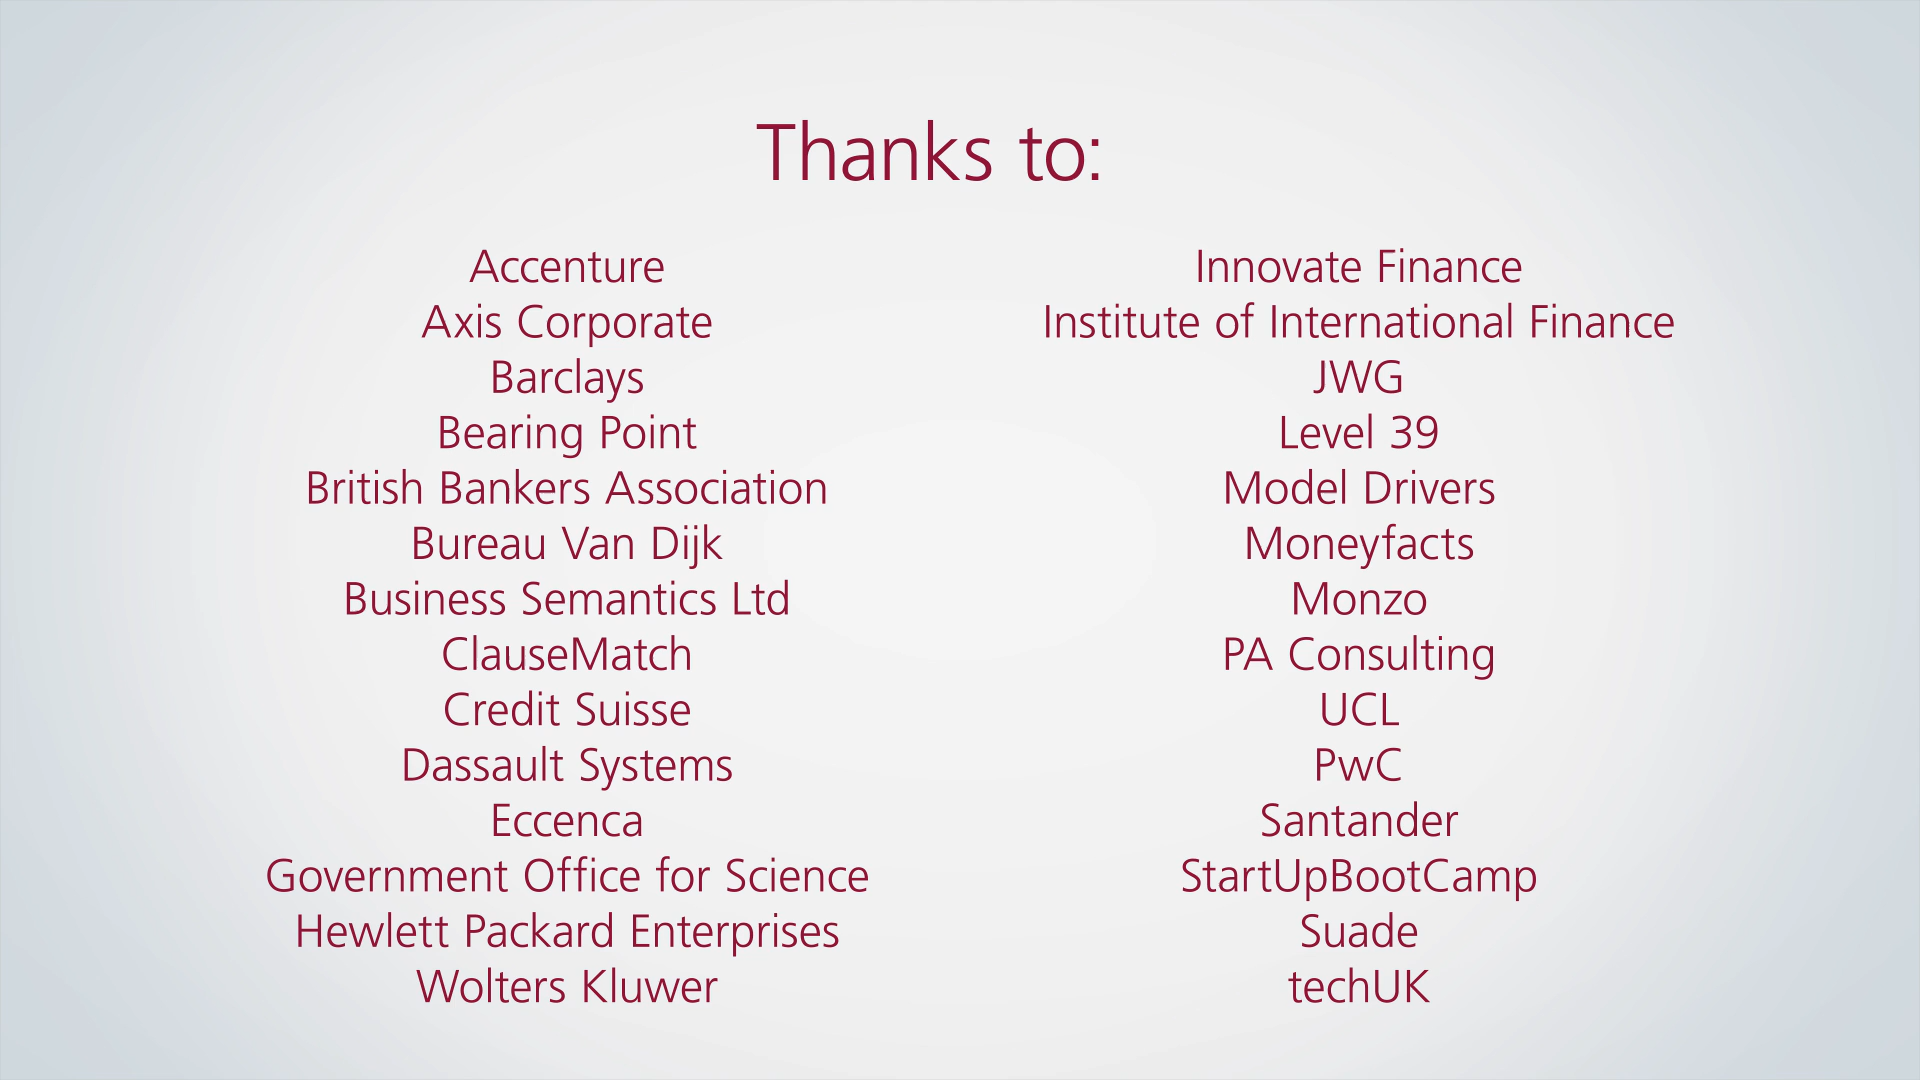 Thanks to:
Accenture
Axis Corporate
Barclays
Bearing Point
British Bankers Association
Bureau Van Dijk
Business Semantics Ltd
ClauseMatch
Credit Suisse
Dassault Systems
Eccenca
Government Office for Science
Hewlett Packard Enterprises
Wolters Kluwer
Innovate Finance
Institute of International Finance
JWG
Level 39
Model Drivers
Moneyfacts
Monzo
PA Consulting
UCL
PwC
Santander
StartUpBootCamp
Suade
techUK